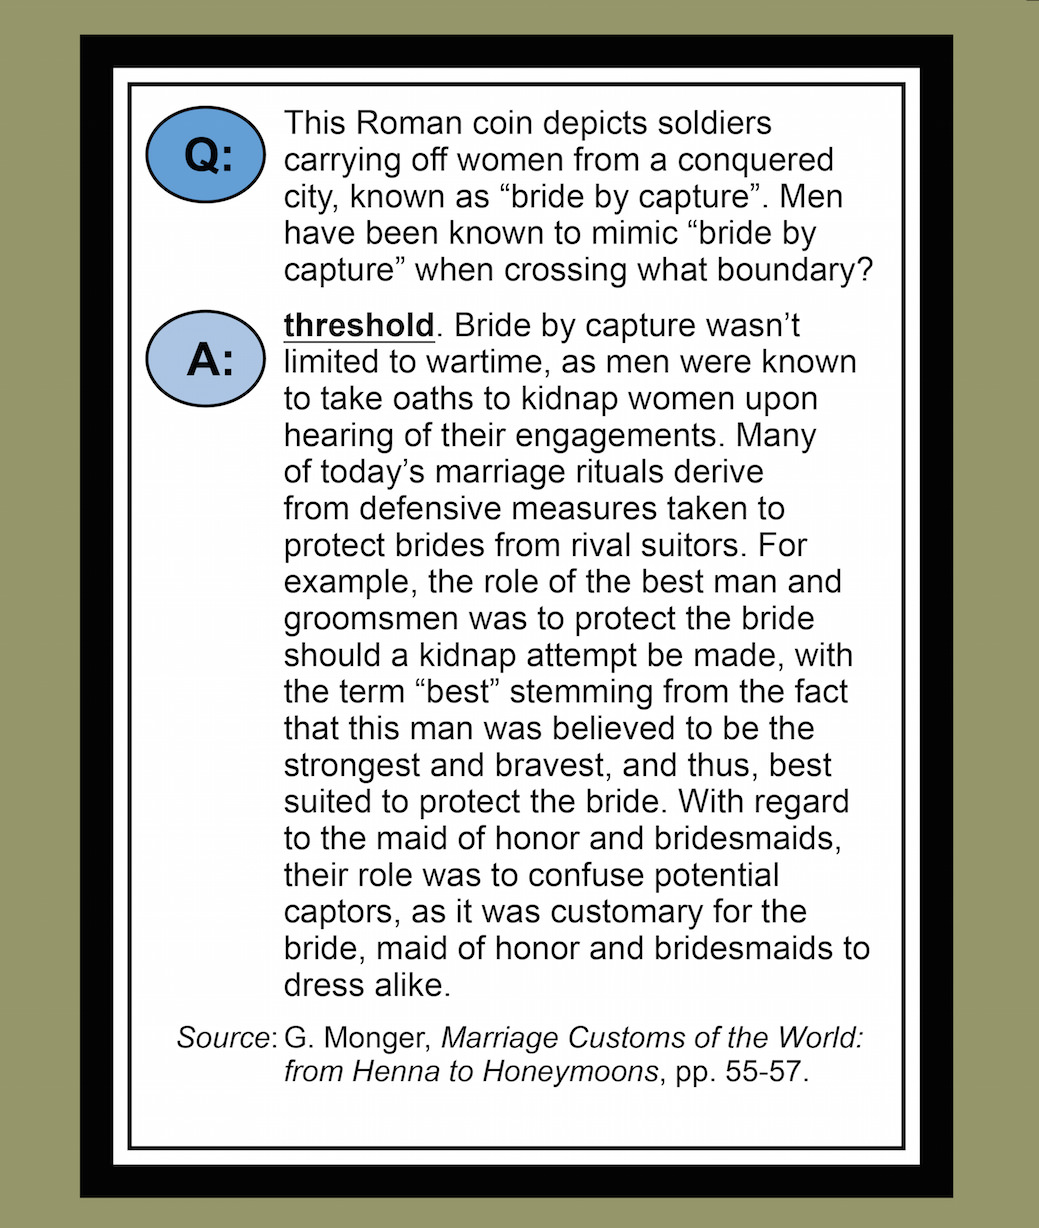 Q: This Roman coin depicts soldiers
carrying off women from a conquered
city, known as “bride by capture”. Men
have been known to mimic “bride by
capture” when crossing what boundary?
A: threshold. Bride by capture wasn’t
limited to wartime, as men were known
to take oaths to kidnap women upon
hearing of their engagements. Many
of today’s marriage rituals derive
from defensive measures taken to
protect brides from rival suitors. For
example, the role of the best man and
groomsmen was to protect the bride
should a kidnap attempt be made, with
the term “best” stemming from the fact
that this man was believed to be the
strongest and bravest, and thus, best
suited to protect the bride. With regard
to the maid of honor and bridesmaids,
their role was to confuse potential
captors, as it was customary for the
bride, maid of honor and bridesmaids to
dress alike.
Source: G. Monger, Marriage Customs of the World:
from Henna to Honeymoons, pp. 55-57.